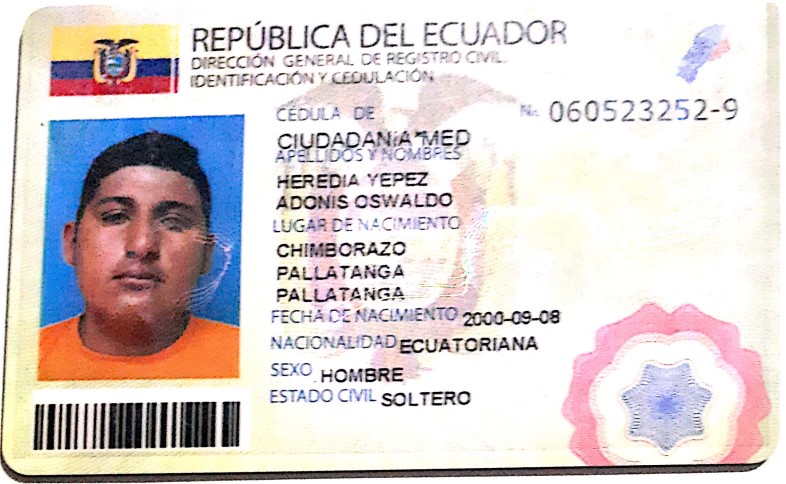 REPÚBLICA DEL ECUADOR
DIRECCIÓN GENERAL DE REGISTRO CIVIL,
IDENTIFICACIÓN Y CEDULACIÓN
CÉDULA DE No. 060523252-9
CIUDADANÍA*MED
APELLIDOS Y NOMBRES
HEREDIA YEPEZ
ADONIS OSWALDO
LUGAR DE NACIMIENTO
CHIMBORAZO
PALLATANGA
PALLATANGA
FECHA DE NACIMIENTO 2000-09-08
NACIONALIDAD ECUATORIANA
SEXO HOMBRE
ESTADO CIVIL SOLTERO